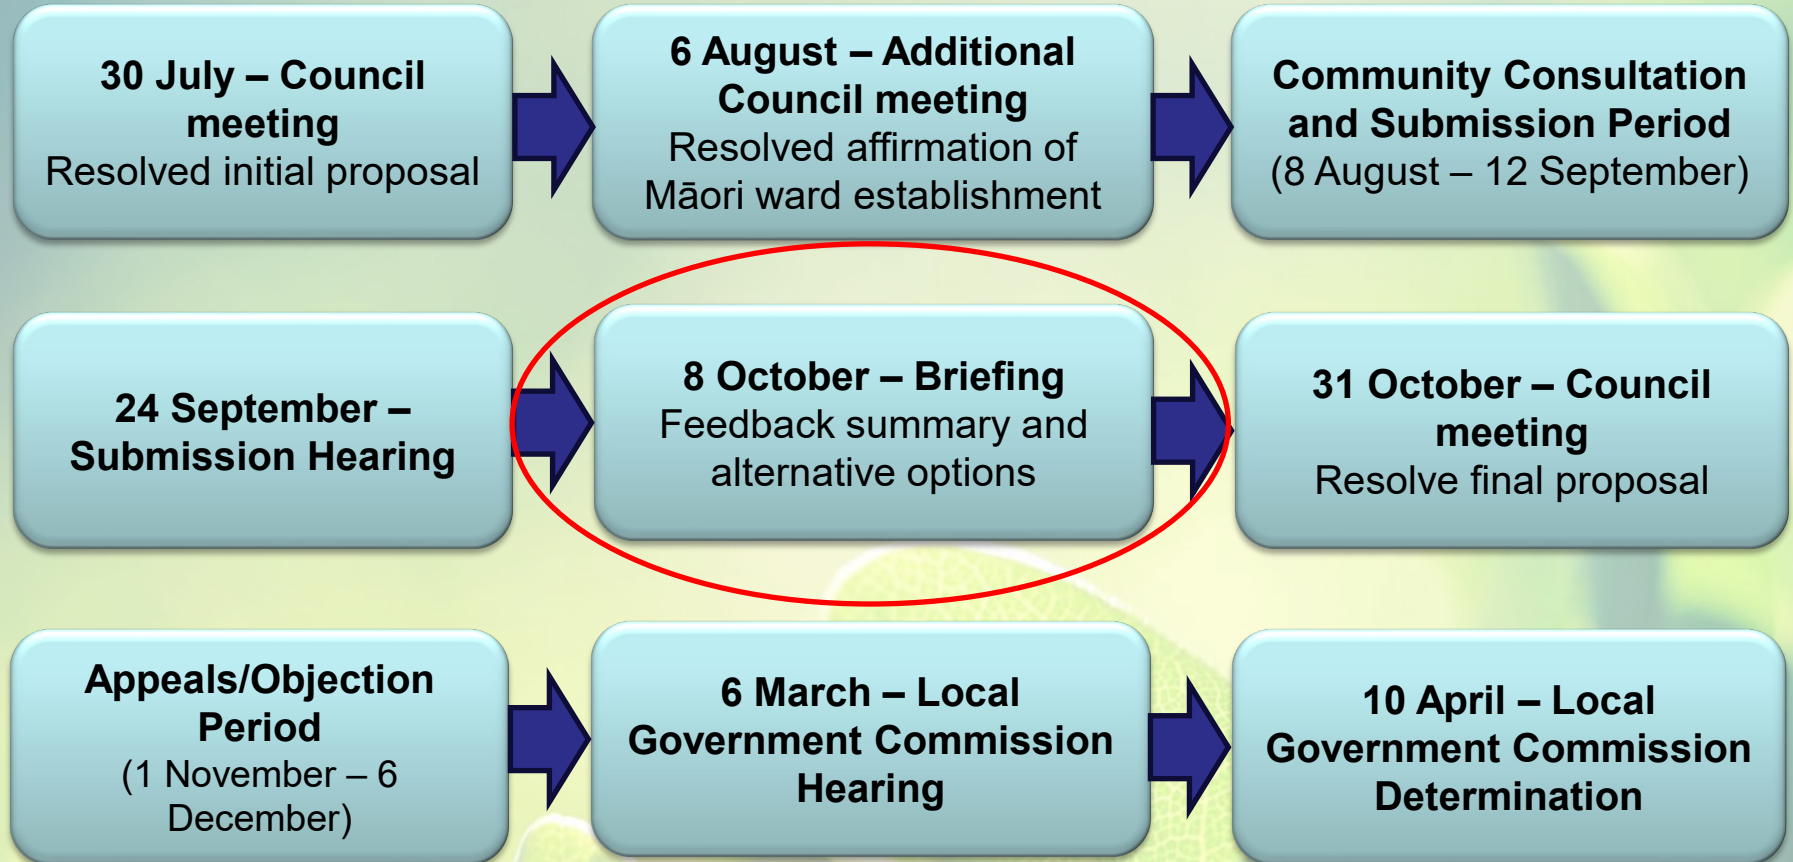 30 July – Council
meeting
Resolved initial proposal
6 August – Additional
Council meeting
Resolved affirmation of
Māori ward establishment
Community Consultation
and Submission Period
(8 August – 12 September)
24 September –
Submission Hearing
8 October – Briefing
Feedback summary and
alternative options
31 October – Council
meeting
Resolve final proposal
Appeals/Objection
Period
(1 November – 6
December)
6 March – Local
Government Commission
Hearing
10 April – Local
Government Commission
Determination